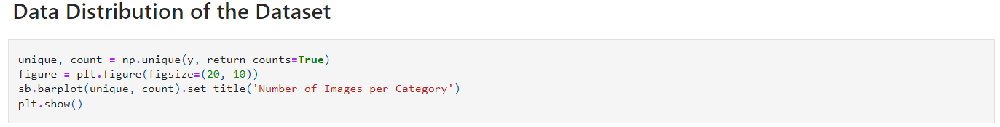 Data Distribution of the Dataset
unique, count = np.unique(y, return_counts=True)
figure = plt.figure(figsize=(20, 10))
sb.barplot(unique, count).set_title('Number of Images per Category')
plt.show()